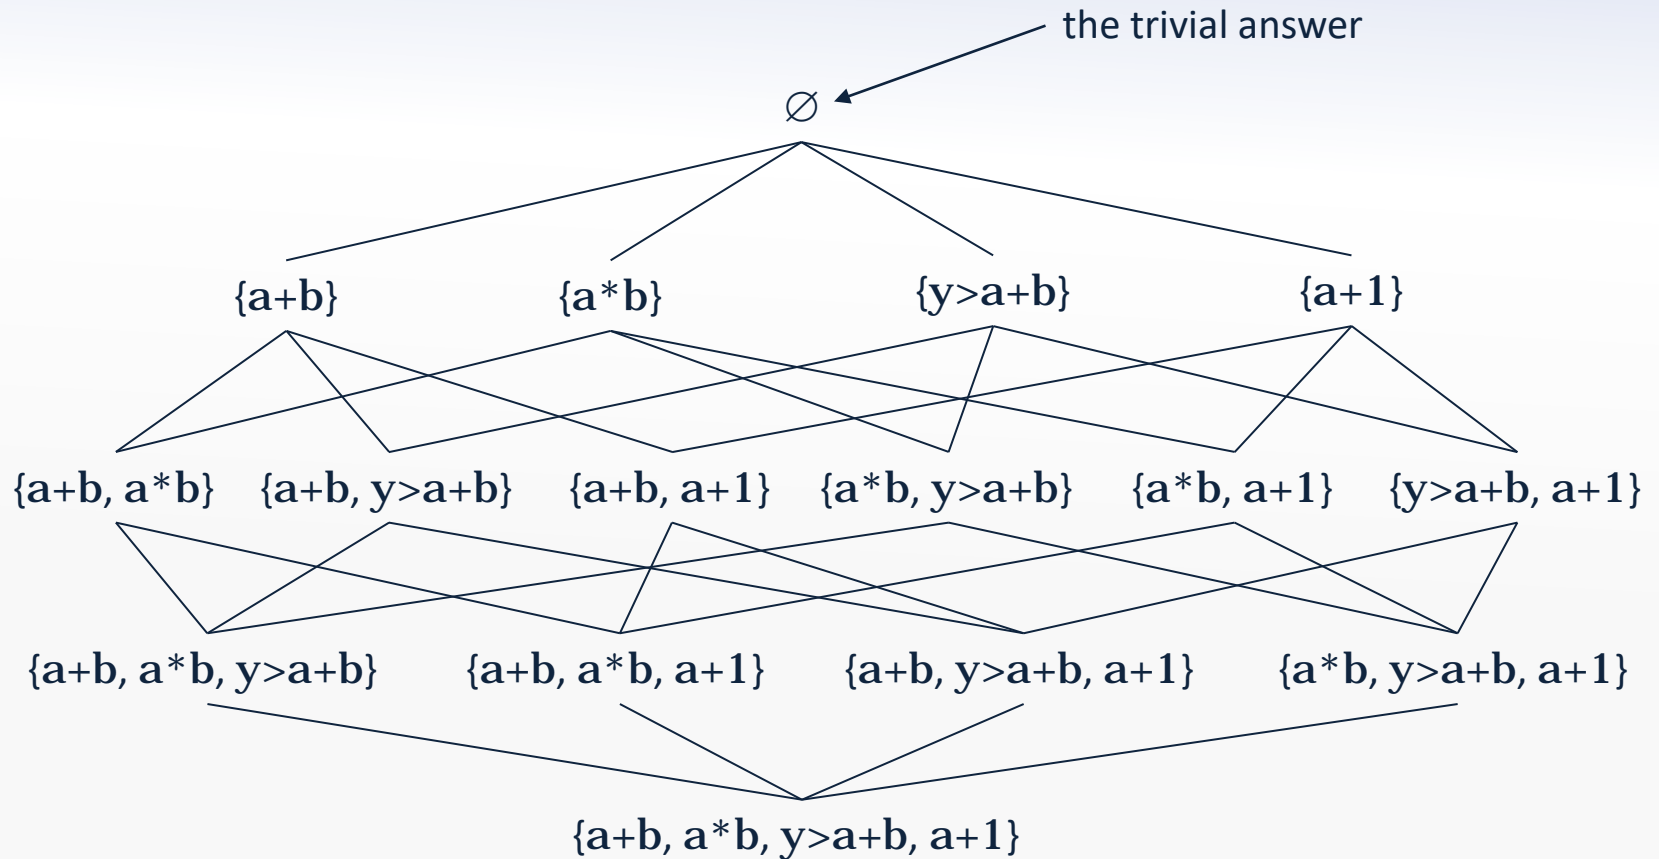 the trivial answer
∅
{a+b} {a*b} {y>a+b} {a+1}
{a+b, a*b} {a+b, y>a+b} {a+b, a+1} {a*b, y>a+b} {a*b, a+1} {y>a+b, a+1}
{a+b, a*b, y>a+b} {a+b, a*b, a+1} {a+b, y>a+b, a+1} {a*b, y>a+b, a+1}
{a+b, a*b, y>a+b, a+1}